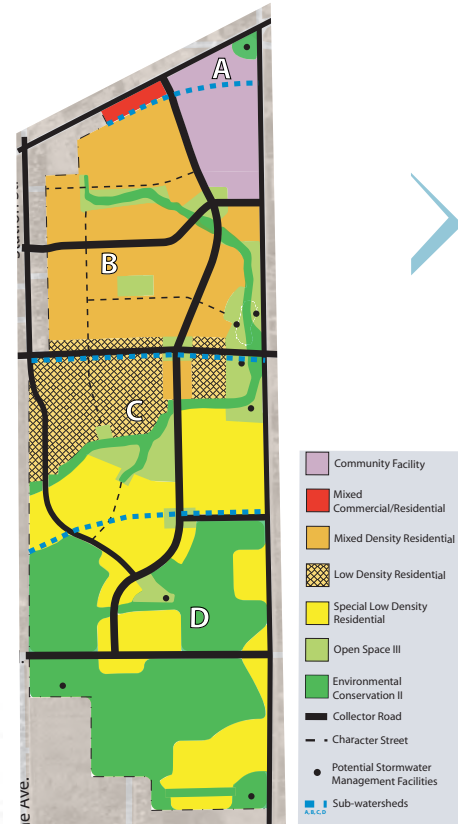 A
B
C
D
Ave.
Community Facility
Mixed
Commercial/Residential
Mixed Density Residential
Low Density Residential
Special Low Density
Residential
Open Space III
Environmental
Conservation II
Collector Road
Character Street
Potential Stormwater
Management Facilities
Sub-watersheds
A,B,C,D